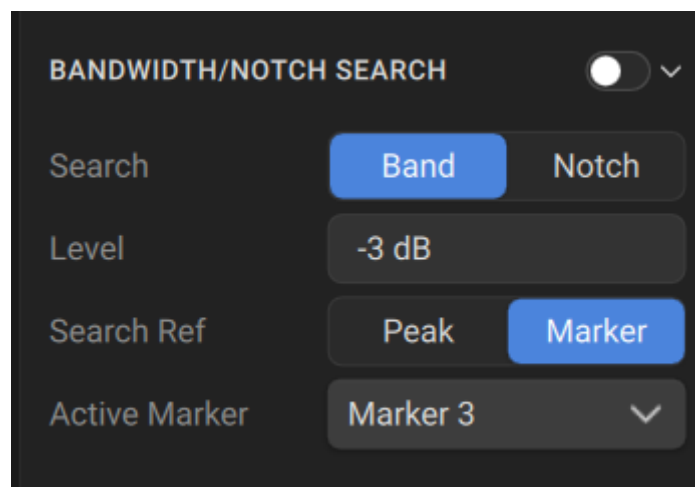 BANDWIDTH/NOTCH SEARCH
Search Band Notch
Level -3 dB
Search Ref Peak Marker
Active Marker Marker 3